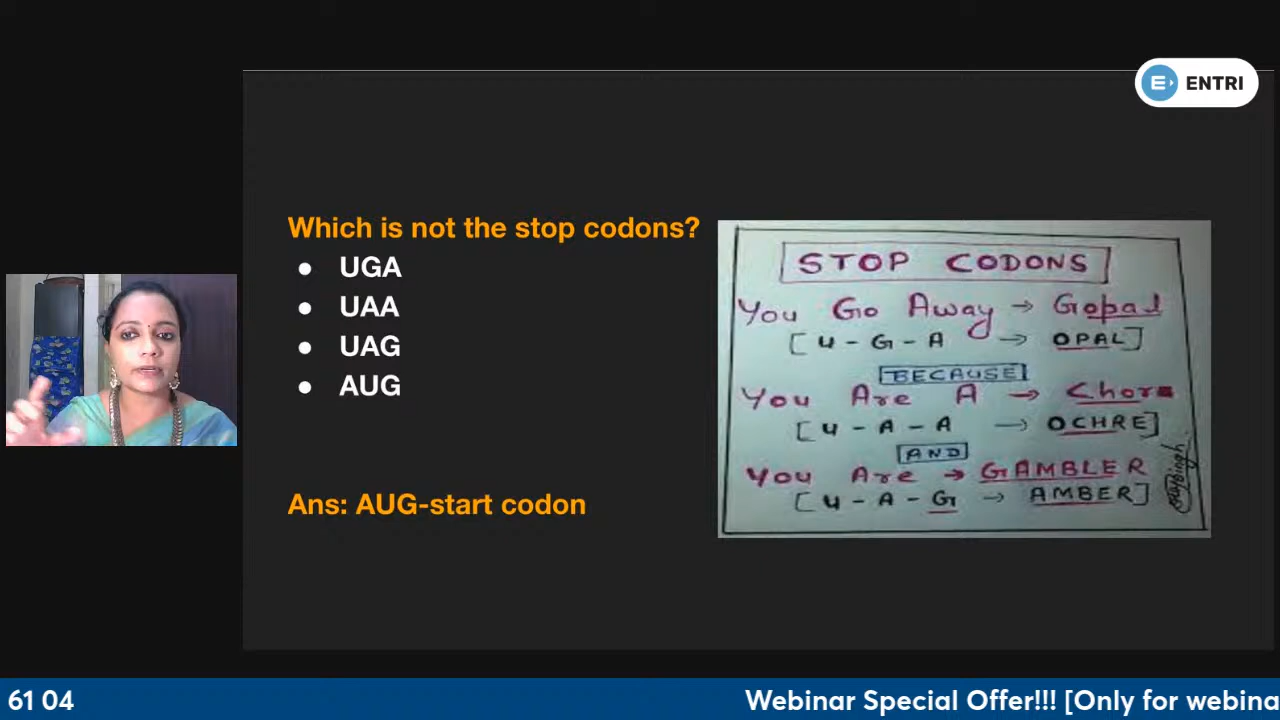 ENTRI
Which is not the stop codons?
UGA
UAA
UAG
AUG
Ans: AUG-start codon
STOP CODONS
You Go Away → Gopal
[U - G - A → OPAL]
BECAUSE
You Are A → Chore
[U - A - A → OCHRE]
AND
You Are → GAMBLER
[U - A - G → AMBER]
61 04
Webinar Special Offer!!! [Only for webina